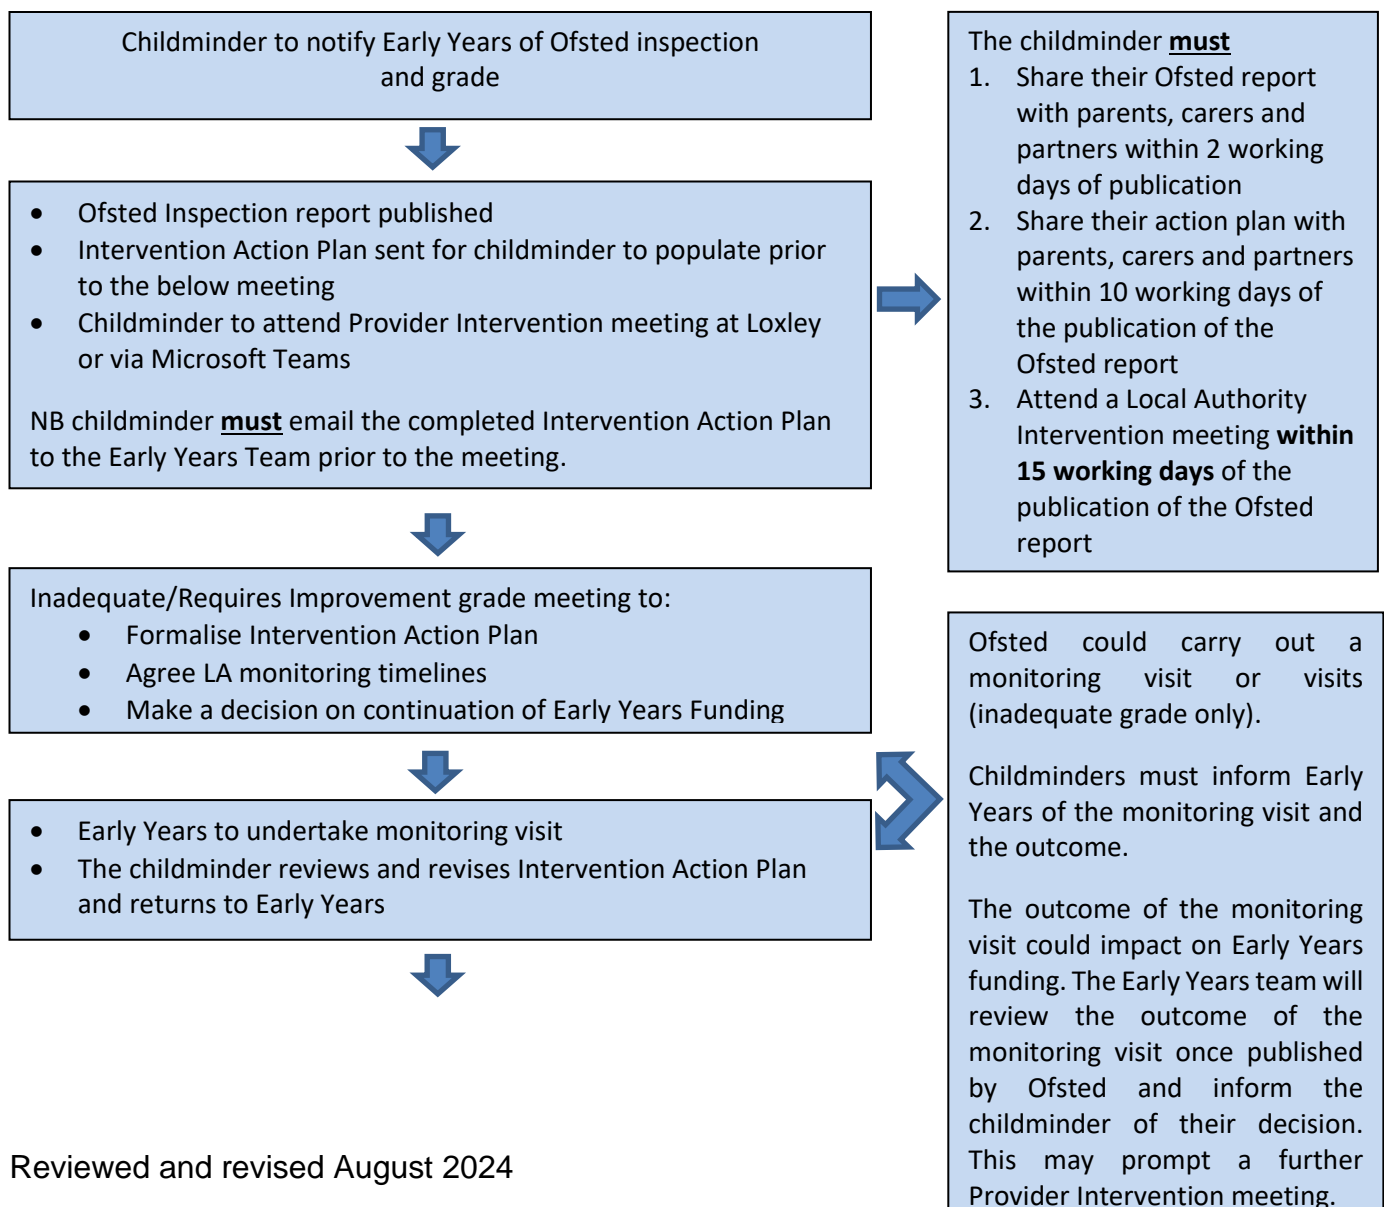 Childminder to notify Early Years of Ofsted inspection
and grade
• Ofsted Inspection report published
• Intervention Action Plan sent for childminder to populate prior
to the below meeting
• Childminder to attend Provider Intervention meeting at Loxley
or via Microsoft Teams
NB childminder must email the completed Intervention Action Plan
to the Early Years Team prior to the meeting.
The childminder must
1. Share their Ofsted report
with parents, carers and
partners within 2 working
days of publication
2. Share their action plan with
parents, carers and partners
within 10 working days of
the publication of the
Ofsted report
3. Attend a Local Authority
Intervention meeting within
15 working days of the
publication of the Ofsted
report
Inadequate/Requires Improvement grade meeting to:
• Formalise Intervention Action Plan
• Agree LA monitoring timelines
• Make a decision on continuation of Early Years Funding
• Early Years to undertake monitoring visit
• The childminder reviews and revises Intervention Action Plan
and returns to Early Years
Ofsted could carry out a
monitoring visit or visits
(inadequate grade only).
Childminders must inform Early
Years of the monitoring visit and
the outcome.
The outcome of the monitoring
visit could impact on Early Years
funding. The Early Years team will
review the outcome of the
monitoring visit once published
by Ofsted and inform the
childminder of their decision.
This may prompt a further
Provider Intervention meeting.
Reviewed and revised August 2024